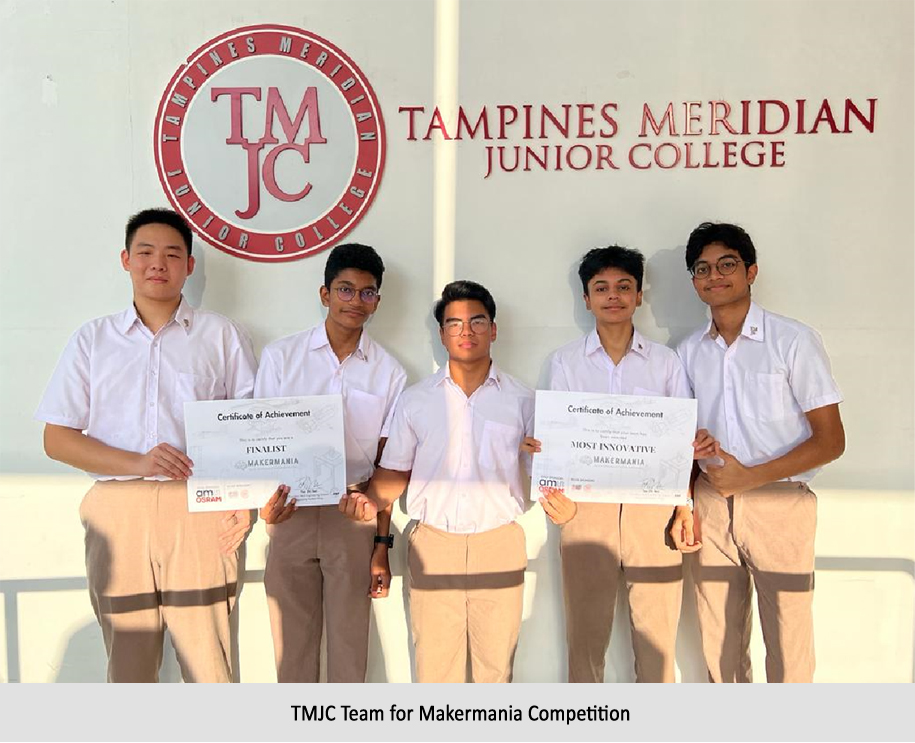 TAMPINES MERIDIAN
JUNIOR COLLEGE
TMJC
TAMPINES MERIDIAN
JUNIOR COLLEGE
Certificate of Achievement
FINALIST
MAKERMANIA
am
OSRAM
Certificate of Achievement
MOST INNOVATIVE
MAKERMANIA
am
OSRAM
TMJC Team for Makermania Competition